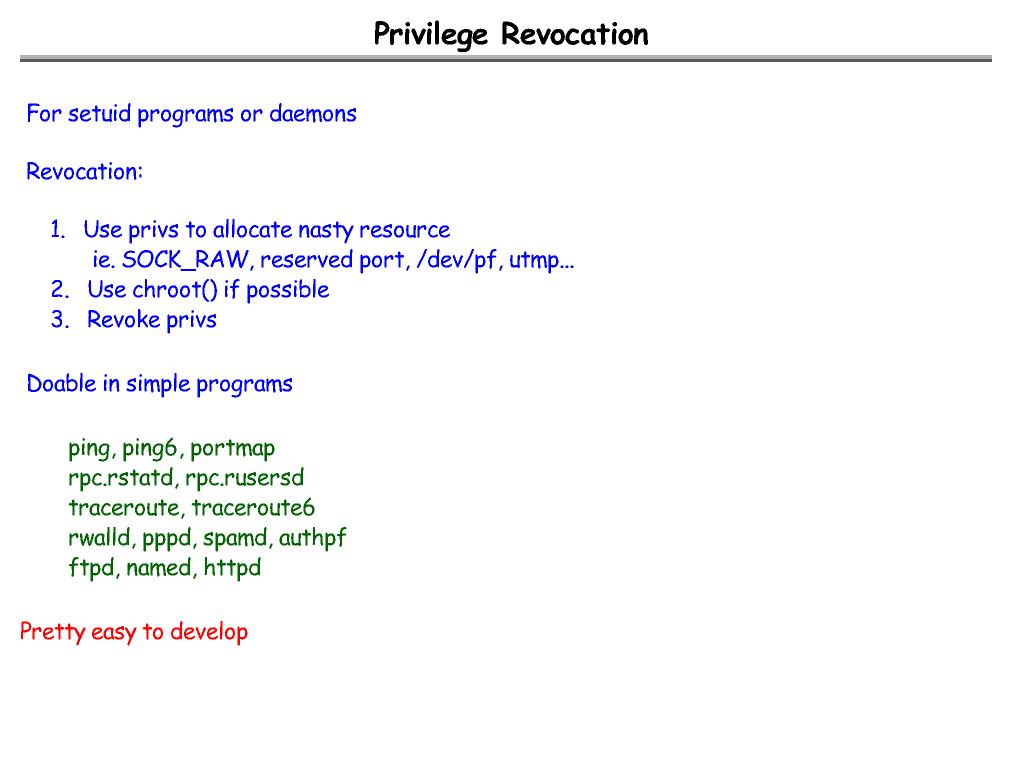 Privilege Revocation
For setuid programs or daemons
Revocation:
1. Use privs to allocate nasty resource
ie. SOCK_RAW, reserved port, /dev/pf, utmp...
2. Use chroot() if possible
3. Revoke privs
Doable in simple programs
ping, ping6, portmap
rpc.rstatd, rpc.rusersd
traceroute, traceroute6
rwalld, pppd, spamd, authpf
ftpd, named, httpd
Pretty easy to develop